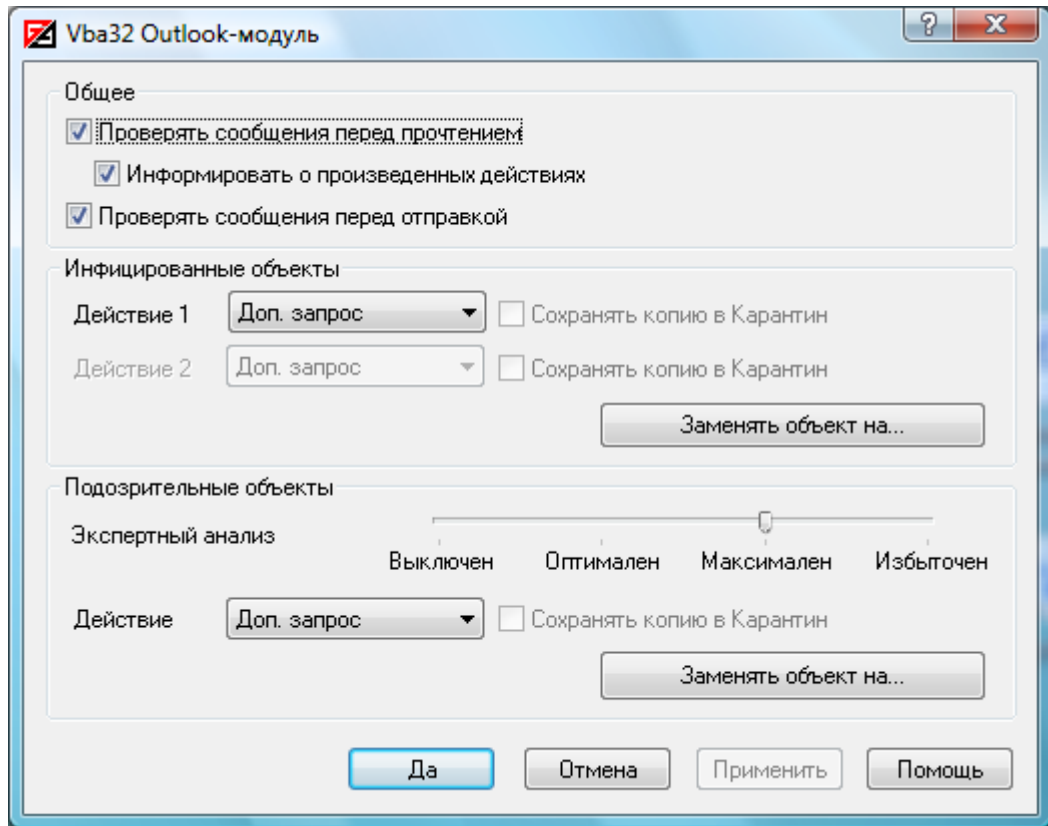 Vba32 Outlook-модуль
?
Общее
Проверять сообщения перед прочтением
Информировать о произведенных действиях
Проверять сообщения перед отправкой
Инфицированные объекты
Действие 1 Доп. запрос Сохранять копию в Карантин
Действие 2 Доп. запрос Сохранять копию в Карантин
Заменять объект на...
Подозрительные объекты
Экспертный анализ
Выключен Оптимален Максимален Избыточен
Действие Доп. запрос Сохранять копию в Карантин
Заменять объект на...
Да Отмена Применить Помощь